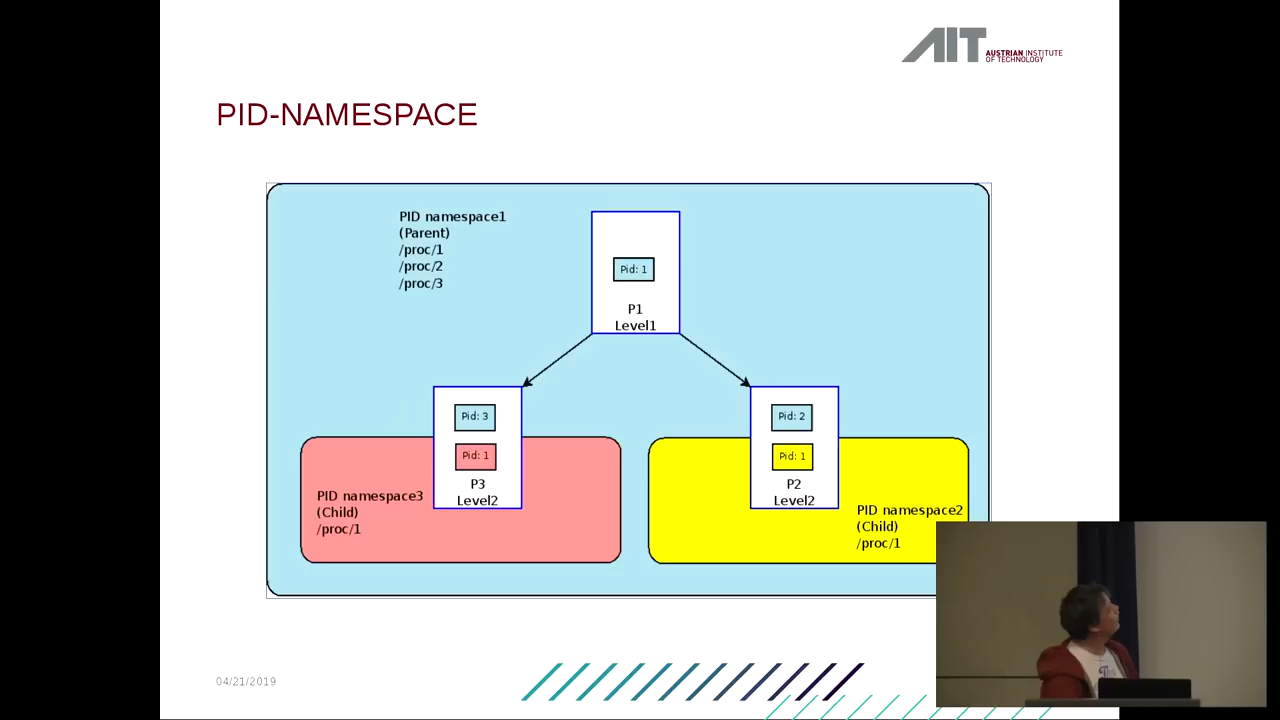 AIT AUSTRIAN INSTITUTE
OF TECHNOLOGY
PID-NAMESPACE
PID namespace1
(Parent)
/proc/1
/proc/2
/proc/3
Pid: 1
P1
Level1
Pid: 3
Pid: 1
P3
Level2
PID namespace3
(Child)
/proc/1
Pid: 2
Pid: 1
P2
Level2
PID namespace2
(Child)
/proc/1
04/21/2019